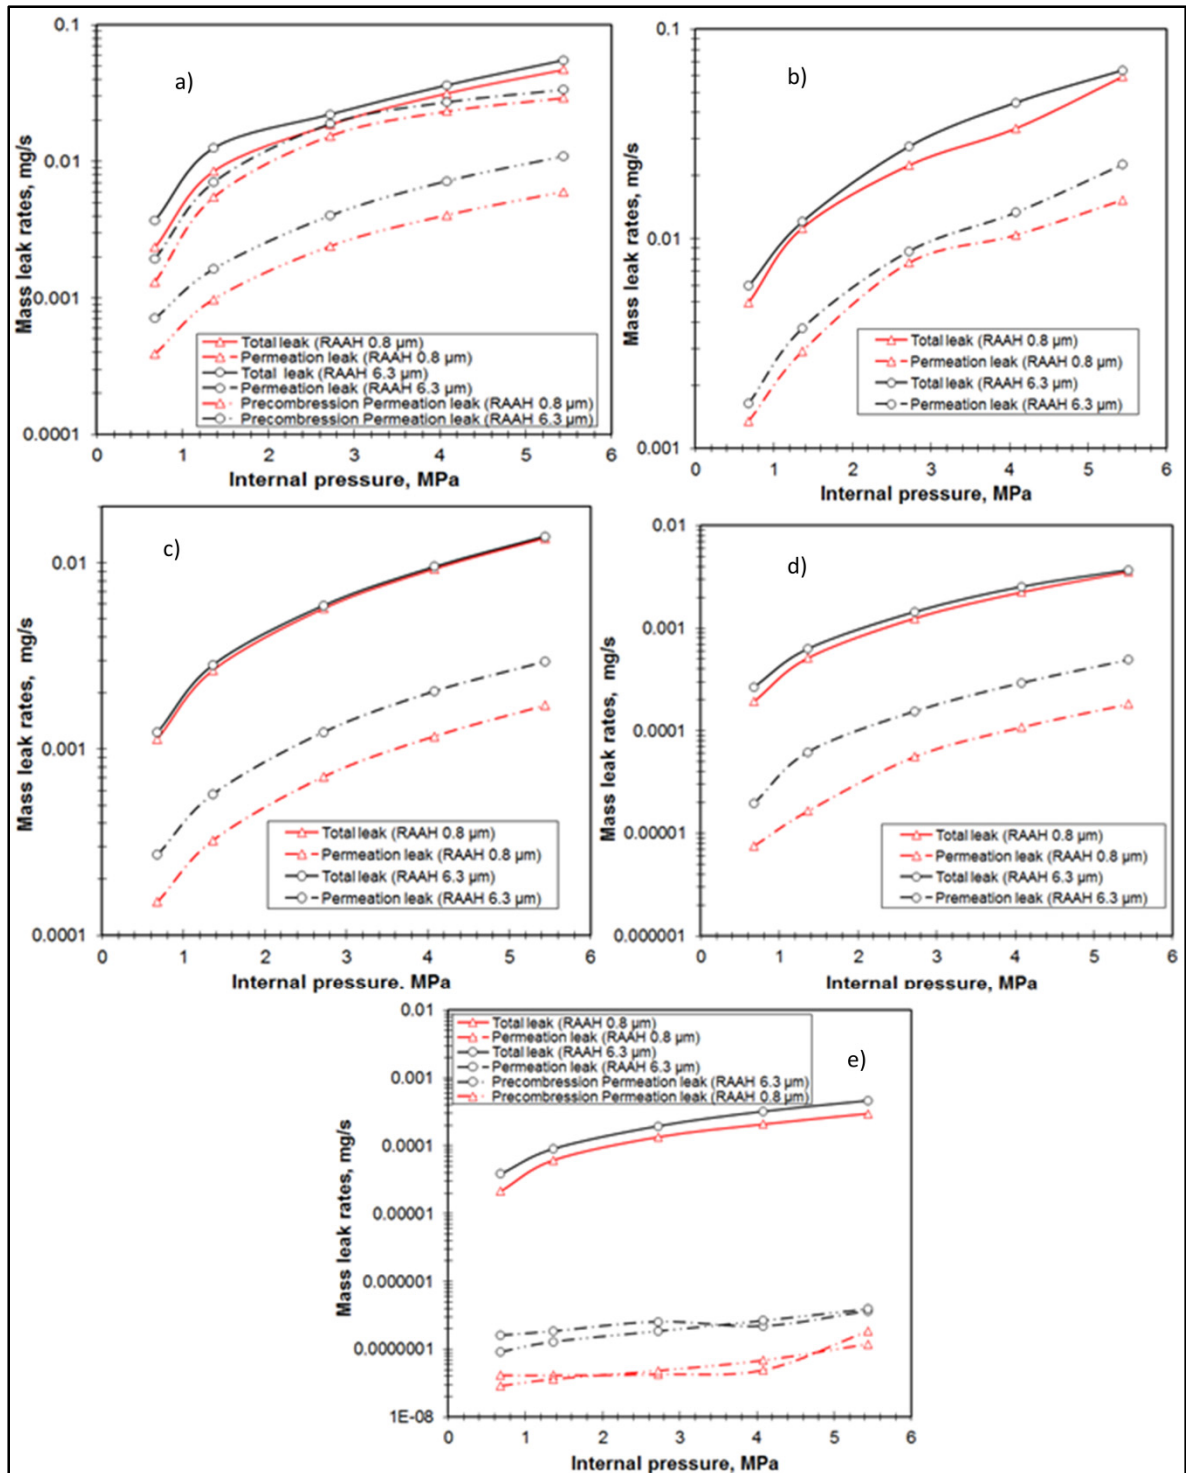 a)
Mass leak rates, mg/s
0.1
0.01
0.001
0.0001
Total leak (RAAH 0.8 µm)
Permeation leak (RAAH 0.8 µm)
Total leak (RAAH 6.3 µm)
Permeation leak (RAAH 6.3 µm)
Precombression Permeation leak (RAAH 0.8 µm)
Precombression Permeation leak (RAAH 6.3 µm)
0 1 2 3 4 5 6
Internal pressure, MPa
b)
Mass leak rates, mg/s
0.1
0.01
0.001
Total leak (RAAH 0.8 µm)
Permeation leak (RAAH 0.8 µm)
Total leak (RAAH 6.3 µm)
Permeation leak (RAAH 6.3 µm)
0 1 2 3 4 5 6
Internal pressure, MPa
c)
Mass leak rates, mg/s
0.01
0.001
0.0001
Total leak (RAAH 0.8 µm)
Permeation leak (RAAH 0.8 µm)
Total leak (RAAH 6.3 µm)
Permeation leak (RAAH 6.3 µm)
0 1 2 3 4 5 6
Internal pressure, MPa
d)
Mass leak rates, mg/s
0.01
0.001
0.0001
0.00001
0.000001
Total leak (RAAH 0.8 µm)
Permeation leak (RAAH 0.8 µm)
Total leak (RAAH 6.3 µm)
Premeation leak (RAAH 6.3 µm)
0 1 2 3 4 5 6
Internal pressure, MPa
e)
Mass leak rates, mg/s
0.01
0.001
0.0001
0.00001
0.000001
0.0000001
1E-08
Total leak (RAAH 0.8 µm)
Permeation leak (RAAH 0.8 µm)
Total leak (RAAH 6.3 µm)
Permeation leak (RAAH 6.3 µm)
Precombression Permeation leak (RAAH 6.3 µm)
Precombression Permeation leak (RAAH 0.8 µm)
0 1 2 3 4 5 6
Internal pressure, MPa